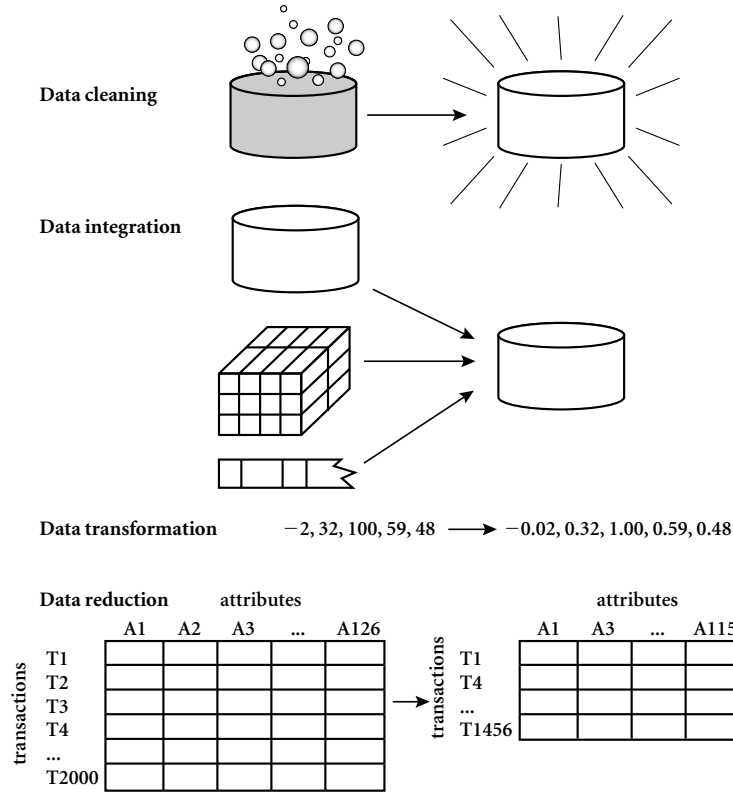 Data cleaning
Data integration
Data transformation −2, 32, 100, 59, 48 −0.02, 0.32, 1.00, 0.59, 0.48
Data reduction attributes attributes
A1 A2 A3 ... A126
transactions
T1
T2
T3
T4
...
T2000
A1 A3 ... A115
transactions
T1
T4
...
T1456